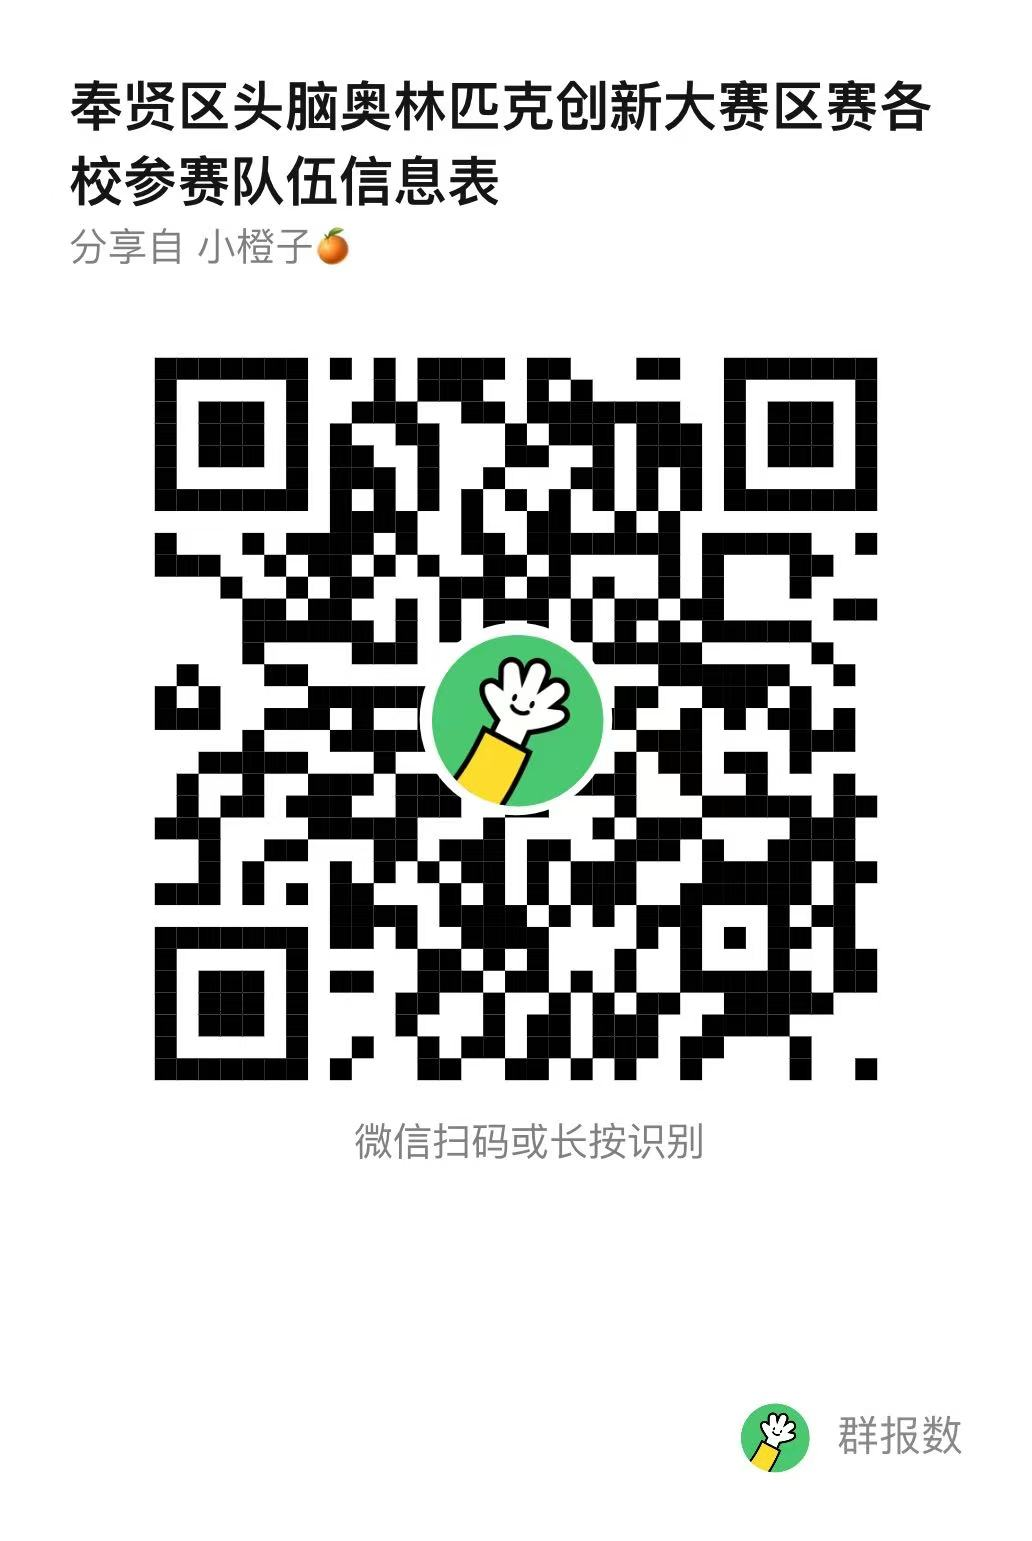 奉贤区头脑奥林匹克创新大赛区赛各
校参赛队伍信息表
分享自 小橙子🍊
微信扫码或长按识别
群报数